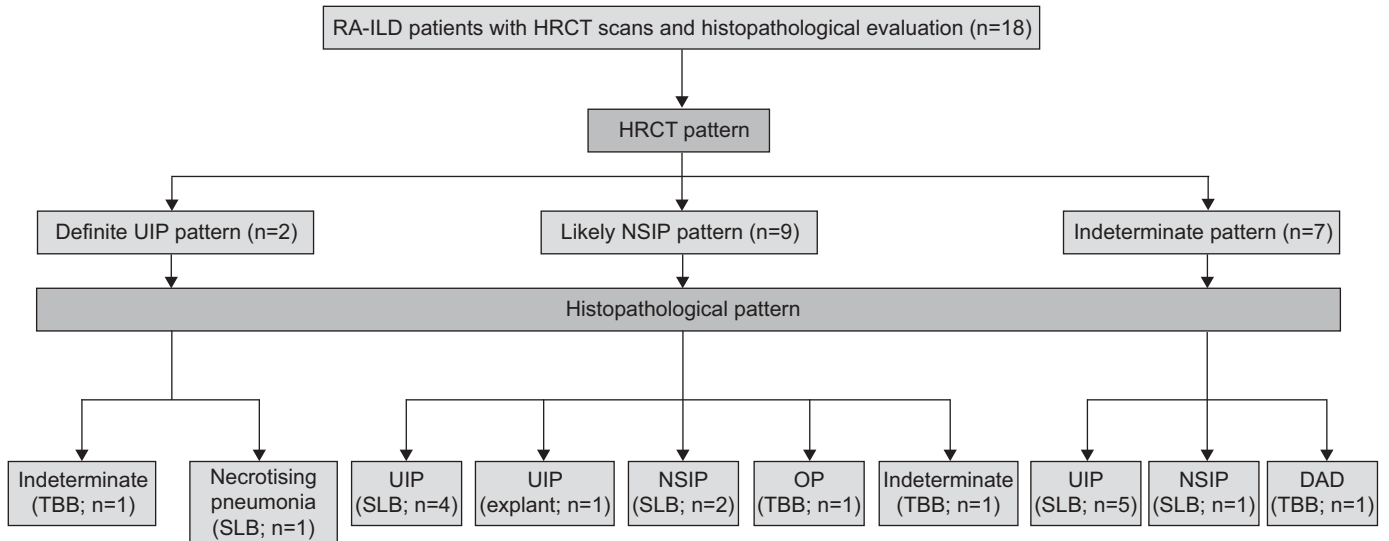 RA-ILD patients with HRCT scans and histopathological evaluation (n=18)
HRCT pattern
Definite UIP pattern (n=2)
Likely NSIP pattern (n=9)
Indeterminate pattern (n=7)
Histopathological pattern
Indeterminate
(TBB; n=1)
Necrotising
pneumonia
(SLB; n=1)
UIP
(SLB; n=4)
UIP
(explant; n=1)
NSIP
(SLB; n=2)
OP
(TBB; n=1)
Indeterminate
(TBB; n=1)
UIP
(SLB; n=5)
NSIP
(SLB; n=1)
DAD
(TBB; n=1)